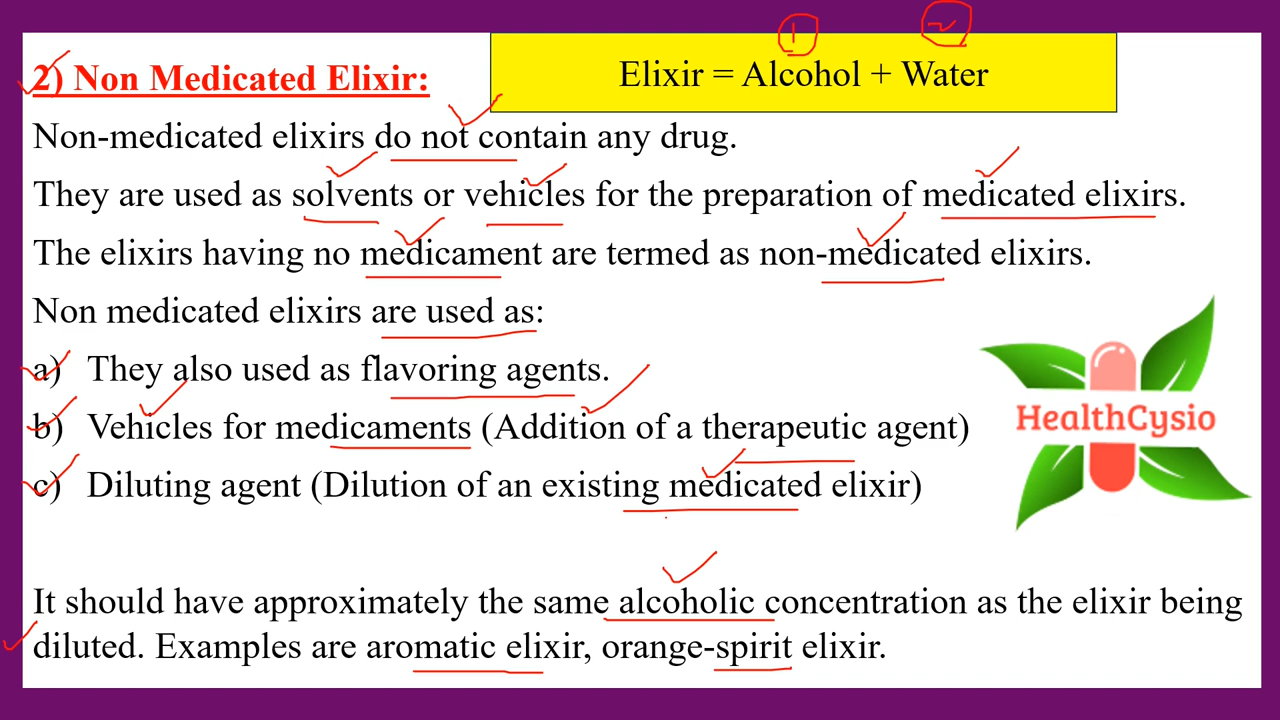 2) Non Medicated Elixir:
Elixir = Alcohol + Water
1
2
Non-medicated elixirs do not contain any drug.
They are used as solvents or vehicles for the preparation of medicated elixirs.
The elixirs having no medicament are termed as non-medicated elixirs.
Non medicated elixirs are used as:
a) They also used as flavoring agents.
b) Vehicles for medicaments (Addition of a therapeutic agent)
c) Diluting agent (Dilution of an existing medicated elixir)
HealthCysio
It should have approximately the same alcoholic concentration as the elixir being
diluted. Examples are aromatic elixir, orange-spirit elixir.